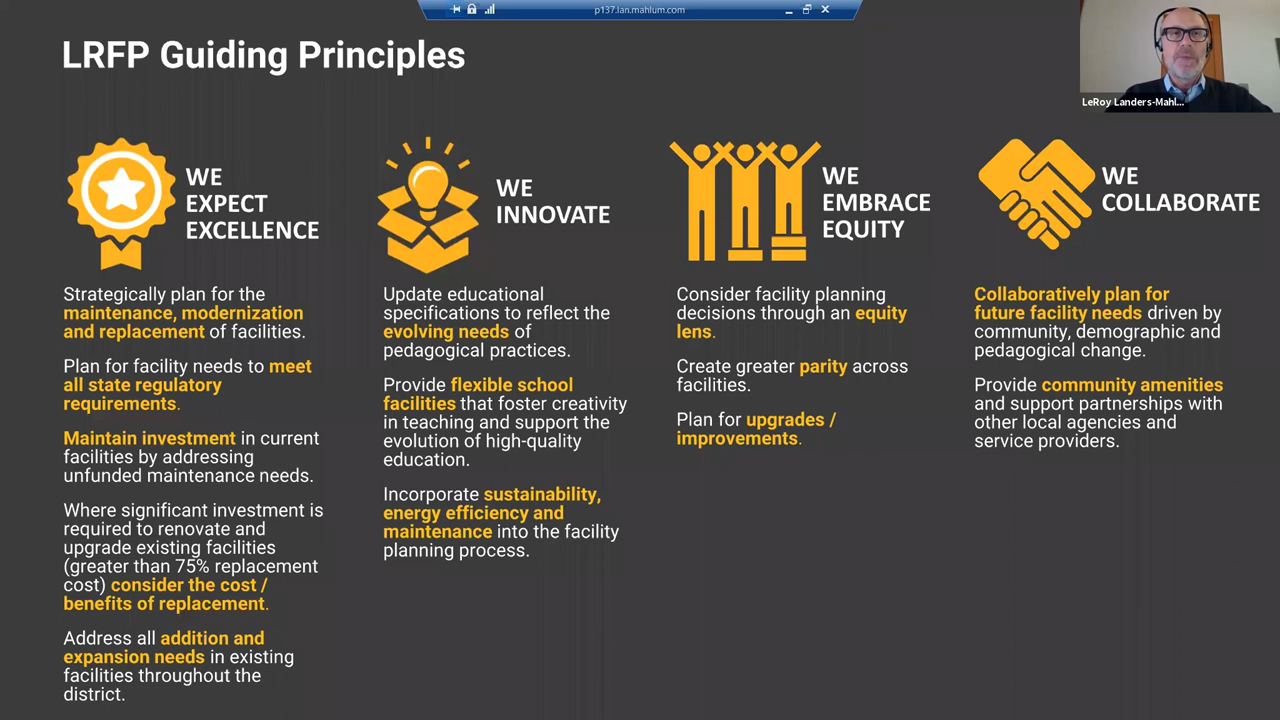 p137.lan.mahlum.com
LRFP Guiding Principles
LeRoy Landers-Mahl...
WE
EXPECT
EXCELLENCE
Strategically plan for the
maintenance, modernization
and replacement of facilities.
Plan for facility needs to meet
all state regulatory
requirements.
Maintain investment in current
facilities by addressing
unfunded maintenance needs.
Where significant investment is
required to renovate and
upgrade existing facilities
(greater than 75% replacement
cost) consider the cost /
benefits of replacement.
Address all addition and
expansion needs in existing
facilities throughout the
district.
WE
INNOVATE
Update educational
specifications to reflect the
evolving needs of
pedagogical practices.
Provide flexible school
facilities that foster creativity
in teaching and support the
evolution of high-quality
education.
Incorporate sustainability,
energy efficiency and
maintenance into the facility
planning process.
WE
EMBRACE
EQUITY
Consider facility planning
decisions through an equity
lens.
Create greater parity across
facilities.
Plan for upgrades /
improvements.
WE
COLLABORATE
Collaboratively plan for
future facility needs driven by
community, demographic and
pedagogical change.
Provide community amenities
and support partnerships with
other local agencies and
service providers.